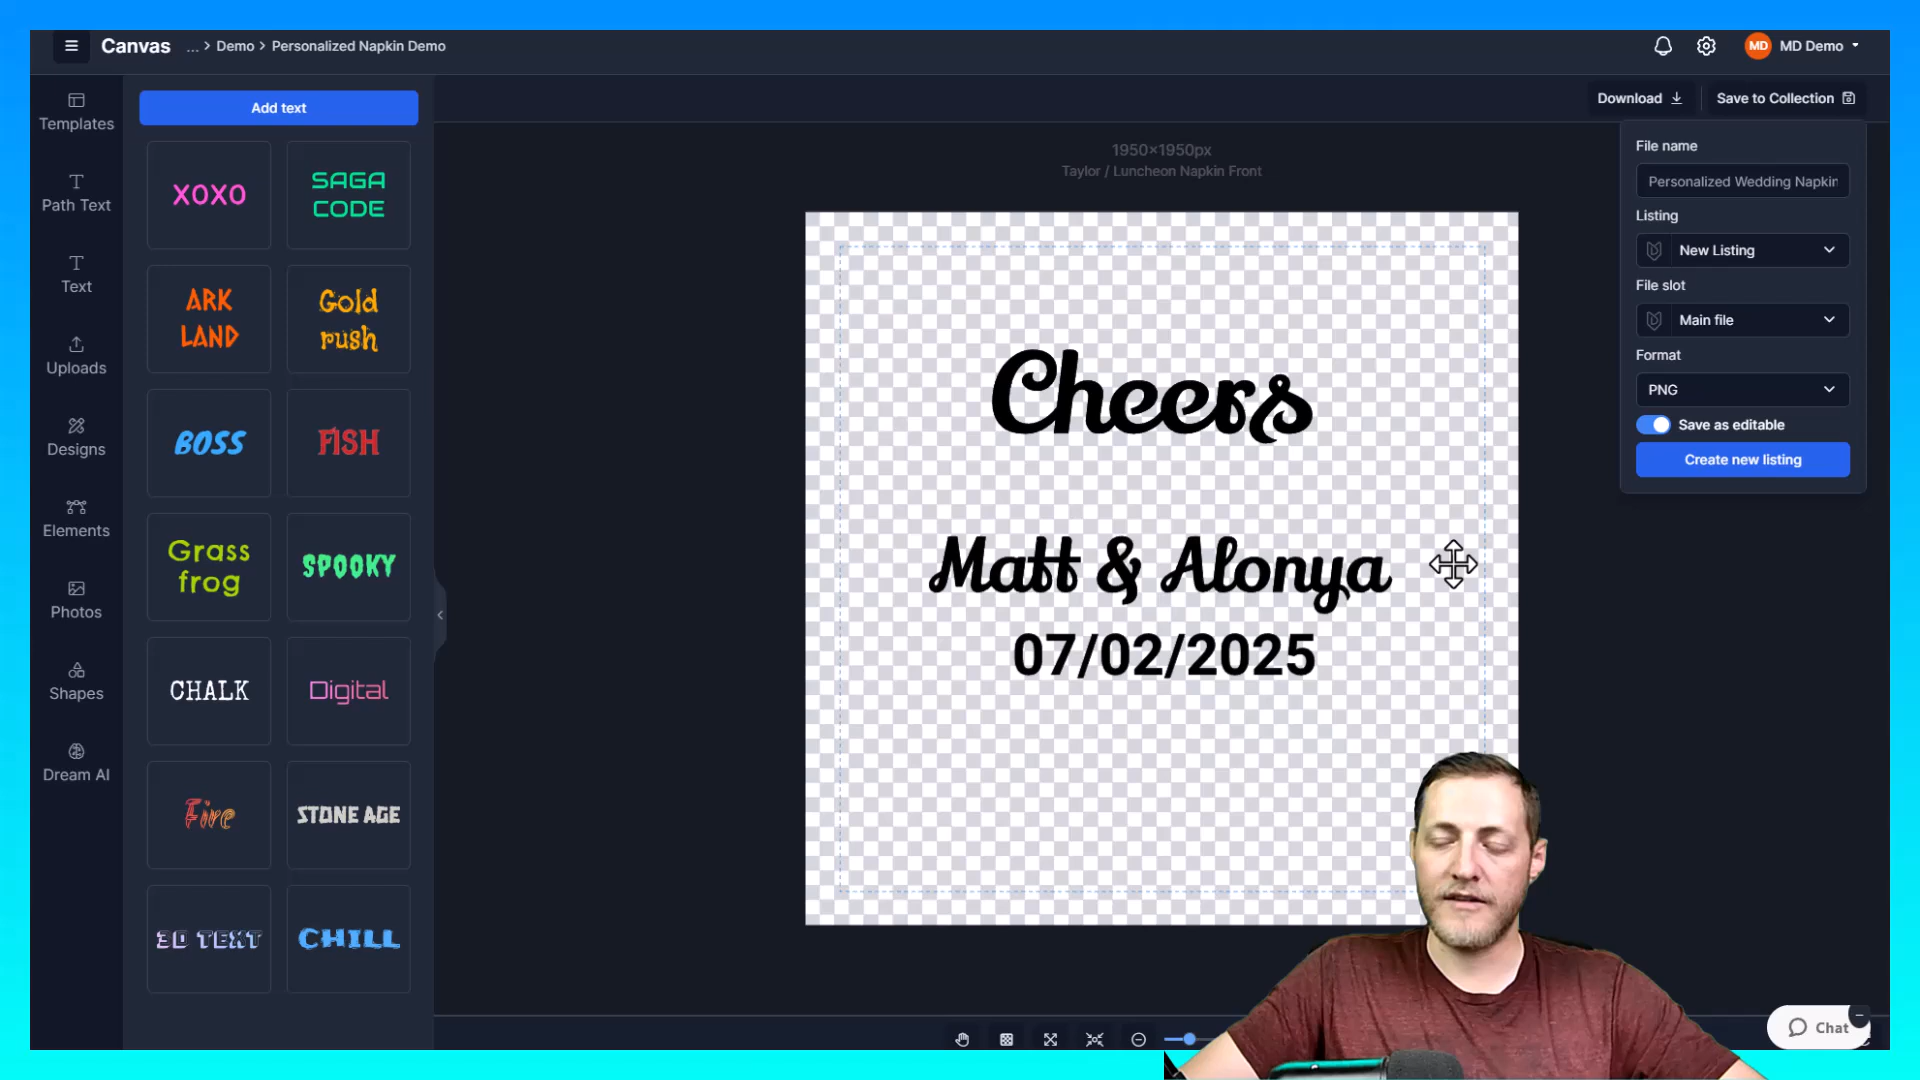 Canvas ... > Demo > Personalized Napkin Demo
MD MD Demo
Templates
Path Text
Text
Uploads
Designs
Elements
Photos
Shapes
Dream AI
Add text
XOXO
SAGA
CODE
ARK
LAND
Gold
rush
BOSS
FISH
Grass
frog
SPOOKY
CHALK
Digital
Fire
STONE AGE
3D TEXT
CHILL
1950×1950px
Taylor / Luncheon Napkin Front
Cheers
Matt & Alonya
07/02/2025
Download
Save to Collection
File name
Personalized Wedding Napkin
Listing
New Listing
File slot
Main file
Format
PNG
Save as editable
Create new listing
Chat